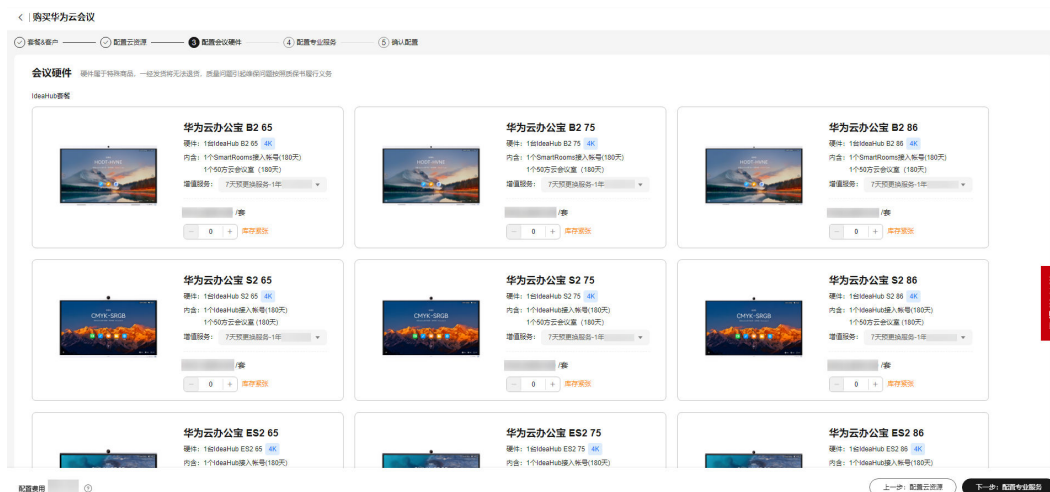 购买华为云会议
套餐&客户
配置云资源
3 配置会议硬件
4 配置专业服务
5 确认配置
会议硬件 硬件属于特殊商品，一经发货将无法退货，质量问题引起维保问题按照质保书履行义务
IdeaHub套餐
华为云办公宝 B2 65
硬件：1台IdeaHub B2 65 4K
内含：1个SmartRooms接入帐号(180天)
1个50方云会议室（180天）
增值服务： 7天预更换服务-1年
/套
- 0 + 库存紧张
华为云办公宝 B2 75
硬件：1台IdeaHub B2 75 4K
内含：1个SmartRooms接入帐号(180天)
1个50方云会议室（180天）
增值服务： 7天预更换服务-1年
/套
- 0 + 库存紧张
华为云办公宝 B2 86
硬件：1台IdeaHub B2 86 4K
内含：1个SmartRooms接入帐号(180天)
1个50方云会议室（180天）
增值服务： 7天预更换服务-1年
/套
- 0 + 库存紧张
华为云办公宝 S2 65
硬件：1台IdeaHub S2 65 4K
内含：1个IdeaHub接入帐号(180天)
1个50方云会议室（180天）
增值服务： 7天预更换服务-1年
/套
- 0 + 库存紧张
CMYK-SRGB
华为云办公宝 S2 75
硬件：1台IdeaHub S2 75 4K
内含：1个IdeaHub接入帐号(180天)
1个50方云会议室（180天）
增值服务： 7天预更换服务-1年
/套
- 0 + 库存紧张
CMYK-SRGB
华为云办公宝 S2 86
硬件：1台IdeaHub S2 86 4K
内含：1个IdeaHub接入帐号(180天)
1个50方云会议室（180天）
增值服务： 7天预更换服务-1年
/套
- 0 + 库存紧张
CMYK-SRGB
华为云办公宝 ES2 65
硬件：1台IdeaHub ES2 65 4K
内含：1个IdeaHub接入帐号(180天)
华为云办公宝 ES2 75
硬件：1台IdeaHub ES2 75 4K
内含：1个IdeaHub接入帐号(180天)
华为云办公宝 ES2 86
硬件：1台IdeaHub ES2 86 4K
内含：1个IdeaHub接入帐号(180天)
配置费用
上一步：配置云资源
下一步：配置专业服务